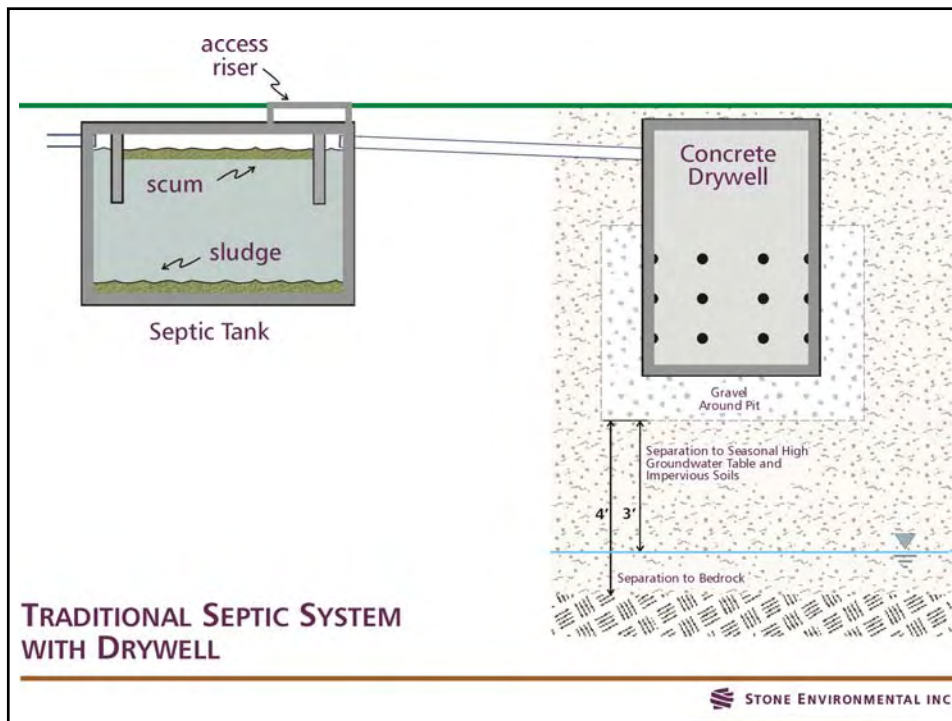 access
riser
scum
sludge
Septic Tank
Concrete
Drywell
Gravel
Around Pit
Separation to Seasonal High
Groundwater Table and
Impervious Soils
4' 3'
Separation to Bedrock
TRADITIONAL SEPTIC SYSTEM
WITH DRYWELL
STONE ENVIRONMENTAL INC